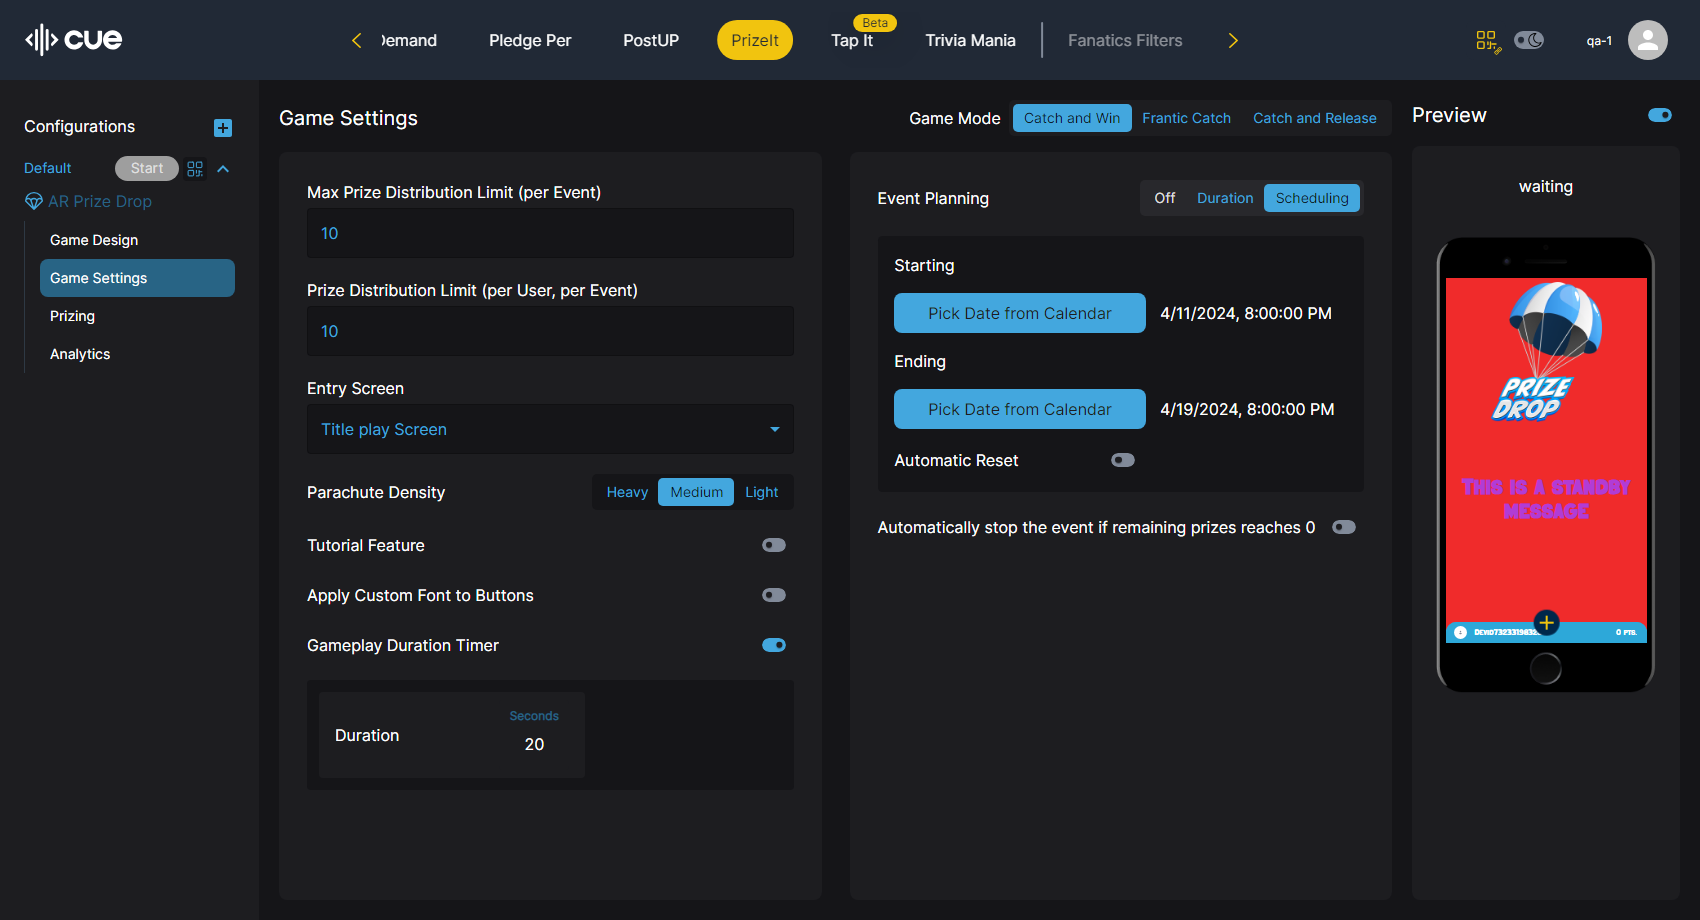 cue
Demand
Pledge Per
PostUP
PrizeIt
Beta
Tap It
Trivia Mania
Fanatics Filters
qa-1
Configurations
Default
Start
AR Prize Drop
Game Design
Game Settings
Prizing
Analytics
Game Settings
Game Mode
Catch and Win
Frantic Catch
Catch and Release
Max Prize Distribution Limit (per Event)
10
Prize Distribution Limit (per User, per Event)
10
Entry Screen
Title play Screen
Parachute Density
Heavy
Medium
Light
Tutorial Feature
Apply Custom Font to Buttons
Gameplay Duration Timer
Duration
Seconds
20
Event Planning
Off
Duration
Scheduling
Starting
Pick Date from Calendar
4/11/2024, 8:00:00 PM
Ending
Pick Date from Calendar
4/19/2024, 8:00:00 PM
Automatic Reset
Automatically stop the event if remaining prizes reaches 0
Preview
waiting
PRIZE
DROP
This is a standby
message
0 pts.